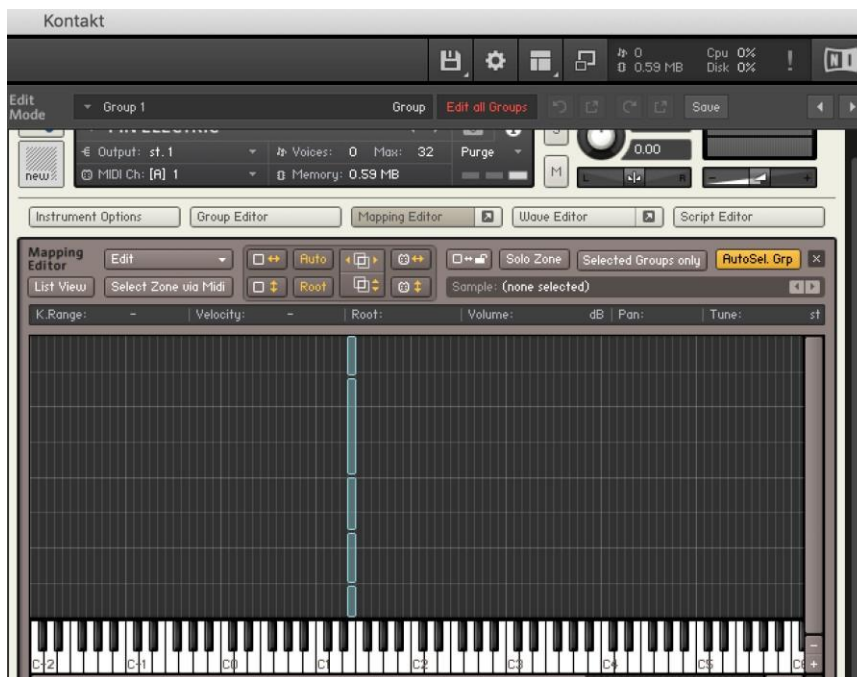 Kontakt
0 Cpu 0%
0.59 MB Disk 0% !
Edit Mode Group 1 Group Edit all Groups Save
Output: st.1 Voices: 0 Max: 32 Purge 0.00
new MIDI Ch: [A] 1 Memory: 0.59 MB M L R - +
Instrument Options Group Editor Mapping Editor Wave Editor Script Editor
Mapping Editor Edit Auto Solo Zone Selected Groups only AutoSel. Grp
List View Select Zone via Midi Root Sample: (none selected)
K.Range: - Velocity: - Root: Volume: dB Pan: Tune: st
C-2 C-1 C0 C1 C2 C3 C4 C5